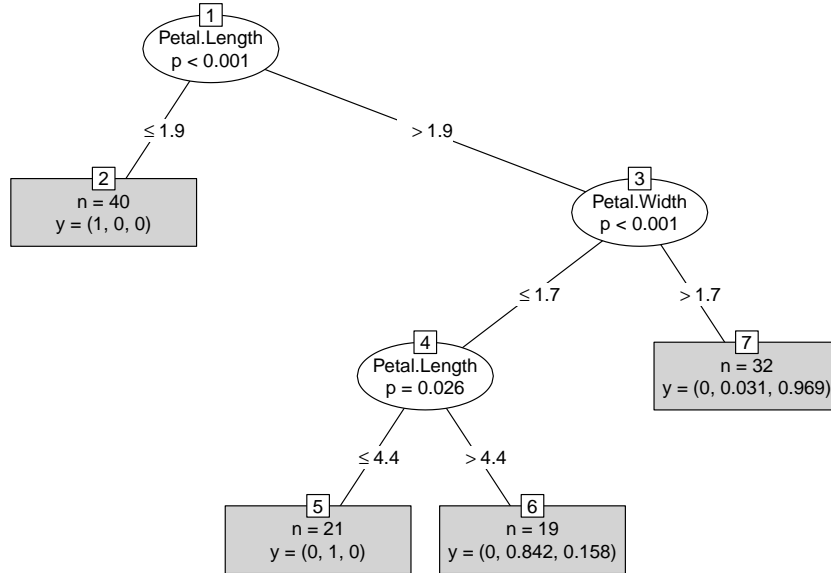 1
Petal.Length
p < 0.001
≤ 1.9
> 1.9
2
n = 40
y = (1, 0, 0)
3
Petal.Width
p < 0.001
≤ 1.7
> 1.7
4
Petal.Length
p = 0.026
7
n = 32
y = (0, 0.031, 0.969)
≤ 4.4
> 4.4
5
n = 21
y = (0, 1, 0)
6
n = 19
y = (0, 0.842, 0.158)